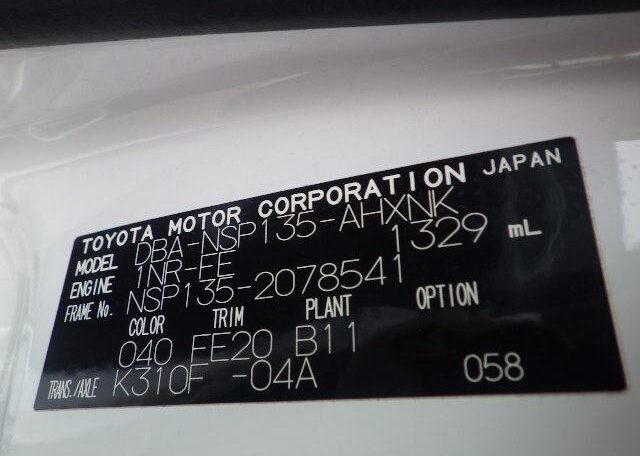 TOYOTA MOTOR CORPORATION JAPAN
MODEL DBA-NSP135-AHXNK
ENGINE 1NR-FE 1329 mL
FRAME No. NSP135-2078541
COLOR TRIM PLANT OPTION
040 FE20 B11
TRANS./AXLE K310F -04A 058